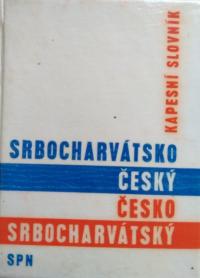 KAPESNÍ SLOVNÍK
SRBOCHARVÁTSKO
ČESKÝ
ČESKO
SRBOCHARVÁTSKÝ
SPN